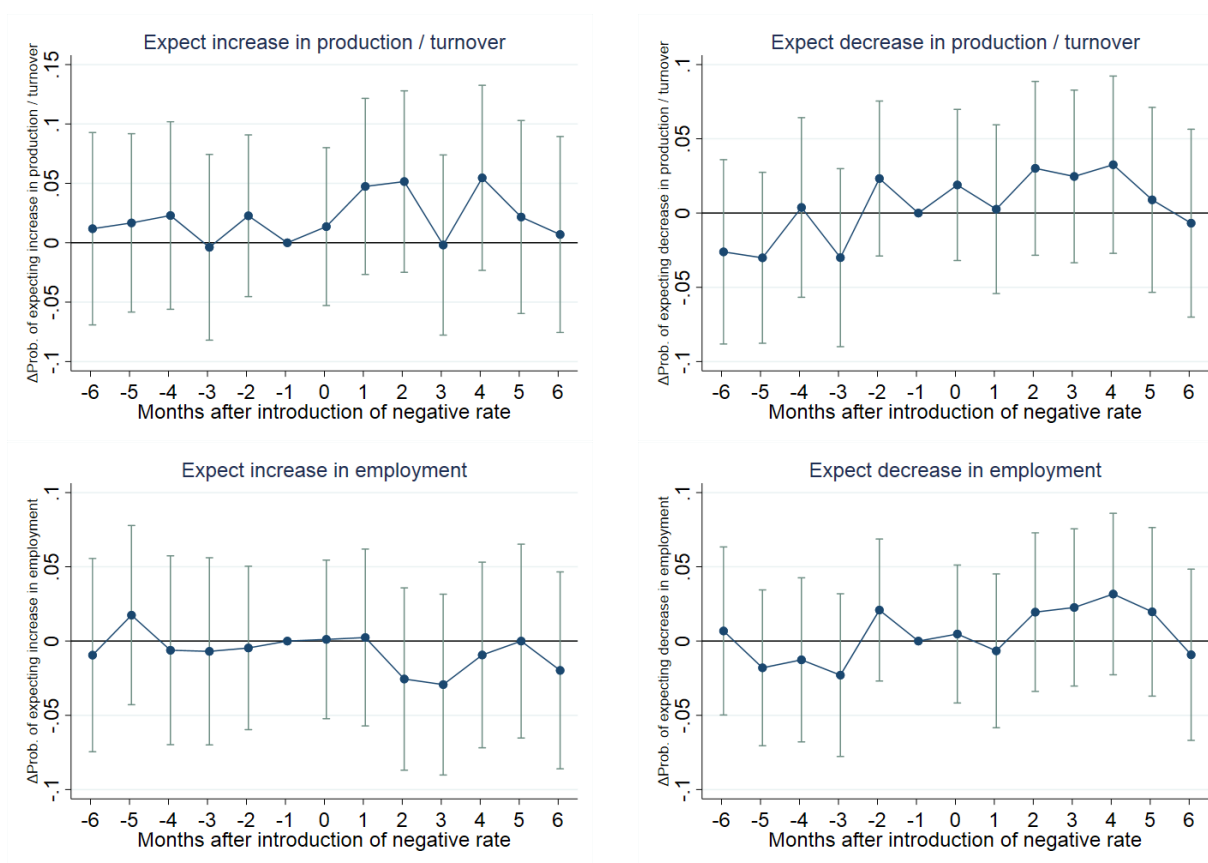 Expect increase in production / turnover
ΔProb. of expecting increase in production / turnover
.15
.1
.05
0
-.05
-.1
-6 -5 -4 -3 -2 -1 0 1 2 3 4 5 6
Months after introduction of negative rate
Expect decrease in production / turnover
ΔProb. of expecting decrease in production / turnover
.1
.05
0
-.05
-.1
-6 -5 -4 -3 -2 -1 0 1 2 3 4 5 6
Months after introduction of negative rate
Expect increase in employment
ΔProb. of expecting increase in employment
.1
.05
0
-.05
-.1
-6 -5 -4 -3 -2 -1 0 1 2 3 4 5 6
Months after introduction of negative rate
Expect decrease in employment
ΔProb. of expecting decrease in employment
.1
.05
0
-.05
-.1
-6 -5 -4 -3 -2 -1 0 1 2 3 4 5 6
Months after introduction of negative rate